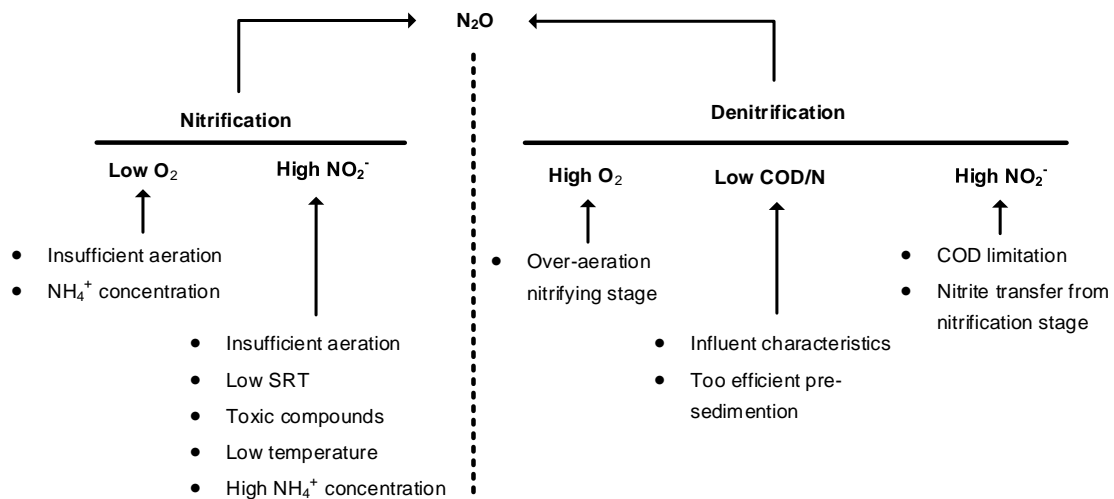 N₂O
Nitrification
Low O₂
High NO₂⁻
• Insufficient aeration
• NH₄⁺ concentration
• Insufficient aeration
• Low SRT
• Toxic compounds
• Low temperature
• High NH₄⁺ concentration
Denitrification
High O₂
Low COD/N
High NO₂⁻
• Over-aeration
nitrifying stage
• Influent characteristics
• Too efficient pre-
sedimention
• COD limitation
• Nitrite transfer from
nitrification stage